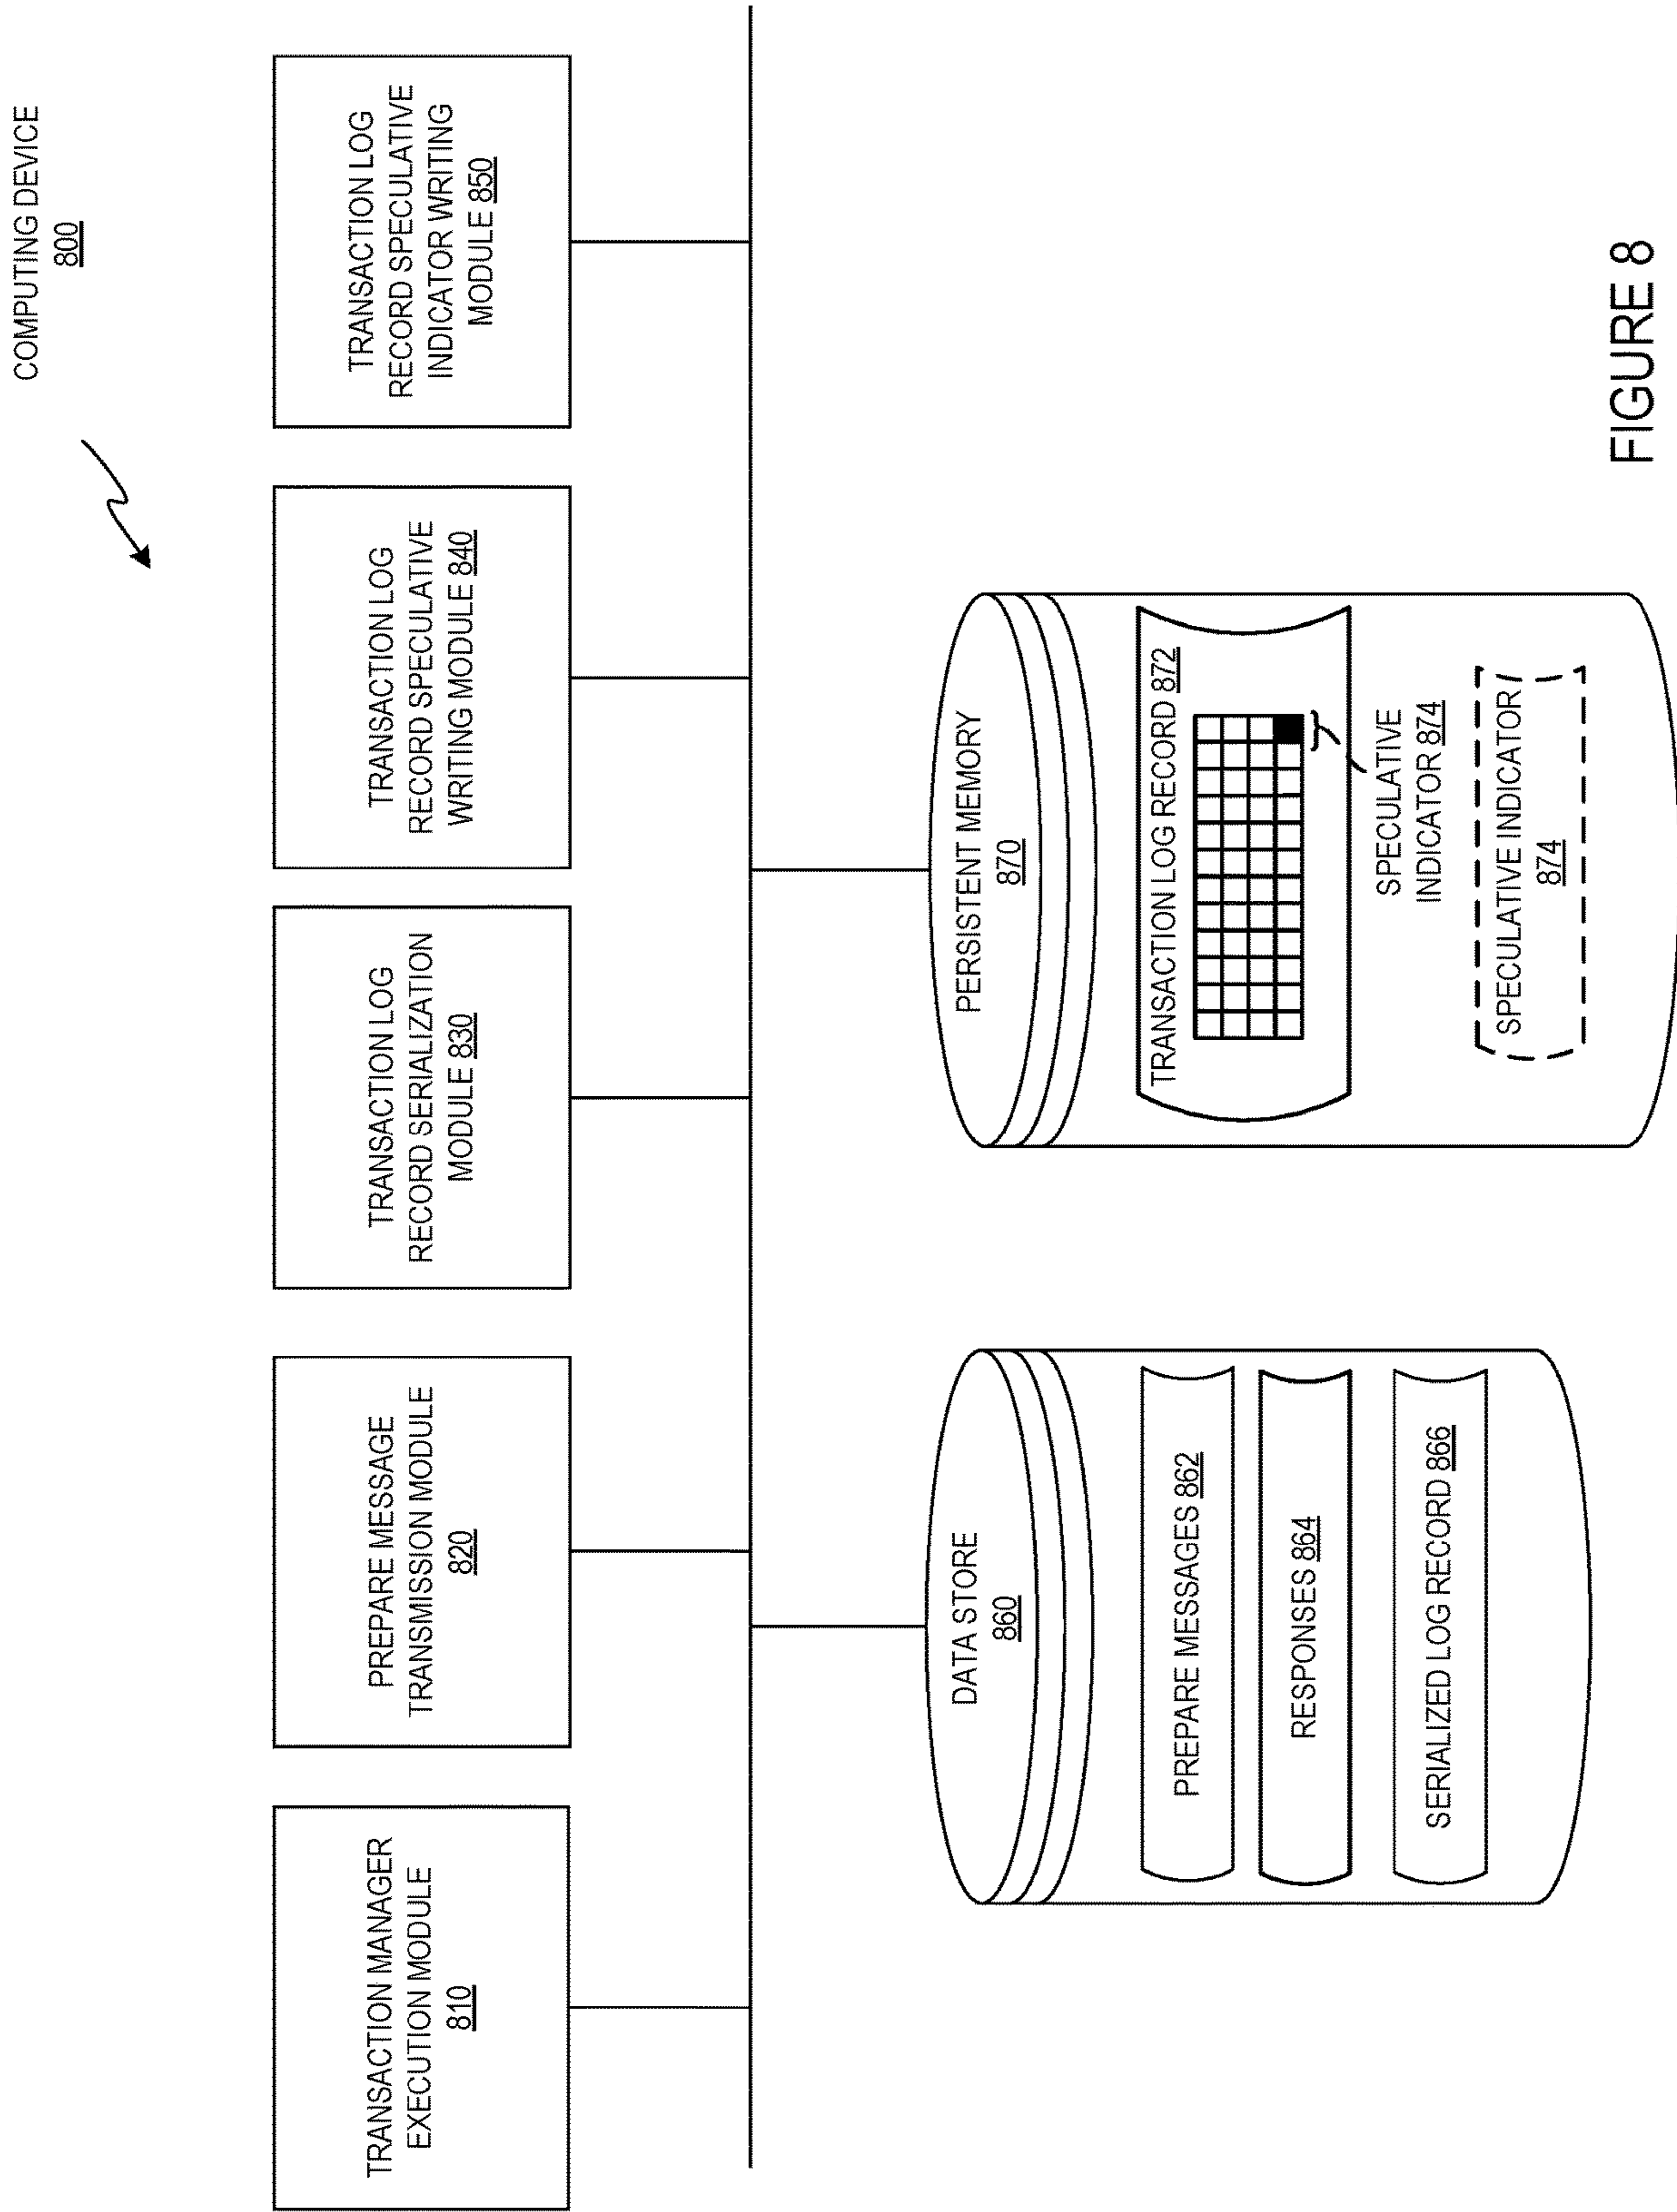 COMPUTING DEVICE
800
TRANSACTION MANAGER
EXECUTION MODULE
810
PREPARE MESSAGE
TRANSMISSION MODULE
820
TRANSACTION LOG
RECORD SERIALIZATION
MODULE 830
TRANSACTION LOG
RECORD SPECULATIVE
WRITING MODULE 840
TRANSACTION LOG
RECORD SPECULATIVE
INDICATOR WRITING
MODULE 850
DATA STORE
860
PREPARE MESSAGES 862
RESPONSES 864
SERIALIZED LOG RECORD 866
PERSISTENT MEMORY
870
TRANSACTION LOG RECORD 872
SPECULATIVE
INDICATOR 874
SPECULATIVE INDICATOR
874
FIGURE 8